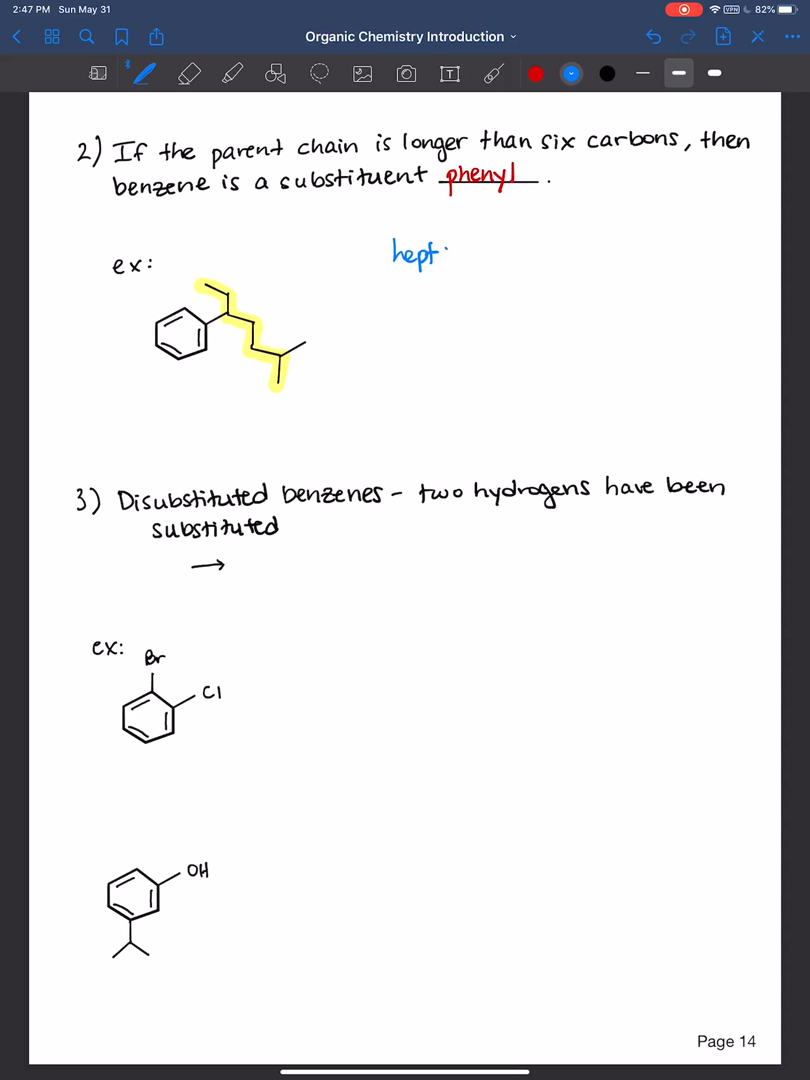 2:47 PM Sun May 31
VPN 82%
Organic Chemistry Introduction
T
2) If the parent chain is longer than six carbons, then
benzene is a substituent phenyl.
hept
ex:
3) Disubstituted benzenes - two hydrogens have been
substituted
→
ex:
Br
Cl
OH
Page 14